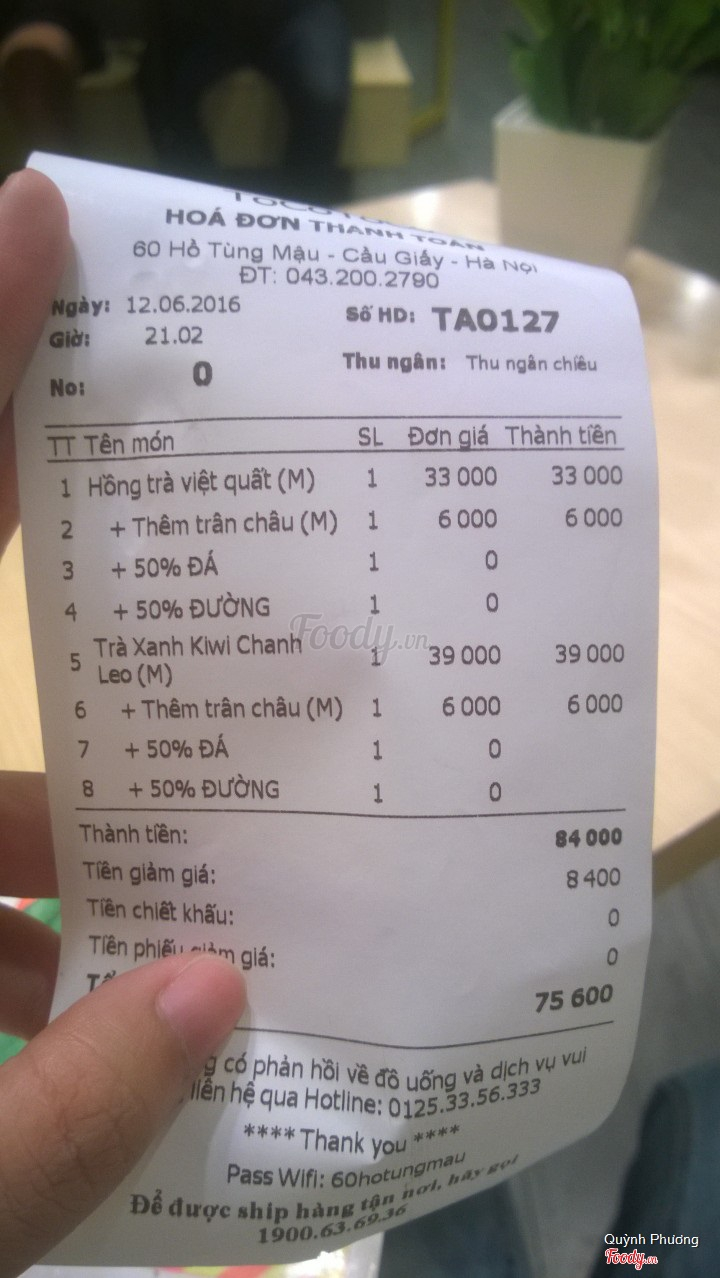 HOÁ ĐƠN THANH TOÁN
60 Hồ Tùng Mậu - Cầu Giấy - Hà Nội
ĐT: 043.200.2790
Ngày: 12.06.2016 Số HD: TA0127
Giờ: 21.02 Thu ngân: Thu ngân chiều
No: 0
TT Tên món SL Đơn giá Thành tiền
1 Hồng trà việt quất (M) 1 33 000 33 000
2 + Thêm trân châu (M) 1 6 000 6 000
3 + 50% ĐÁ 1 0
4 + 50% ĐƯỜNG 1 0
5 Trà Xanh Kiwi Chanh Leo (M) 1 39 000 39 000
6 + Thêm trân châu (M) 1 6 000 6 000
7 + 50% ĐÁ 1 0
8 + 50% ĐƯỜNG 1 0
Thành tiền: 84 000
Tiền giảm giá: 8 400
Tiền chiết khấu: 0
Tiền phiếu giảm giá: 0
75 600
có phản hồi về đồ uống và dịch vụ vui
liên hệ qua Hotline: 0125.33.56.333
**** Thank you ****
Pass Wifi: 60hotungmau
Để được ship hàng tận nơi, hãy gọi
1900.63.69.36
Foody.vn
Quỳnh Phương
Foody.vn